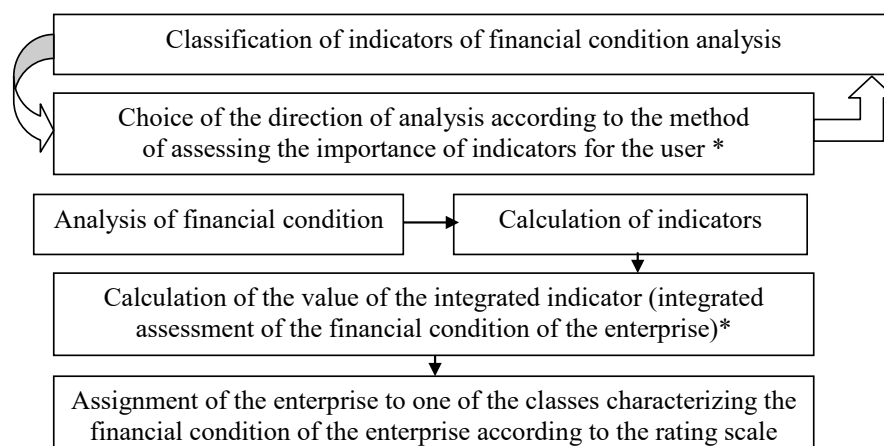 Classification of indicators of financial condition analysis
Choice of the direction of analysis according to the method
of assessing the importance of indicators for the user *
Analysis of financial condition
Calculation of indicators
Calculation of the value of the integrated indicator (integrated
assessment of the financial condition of the enterprise)*
Assignment of the enterprise to one of the classes characterizing the
financial condition of the enterprise according to the rating scale